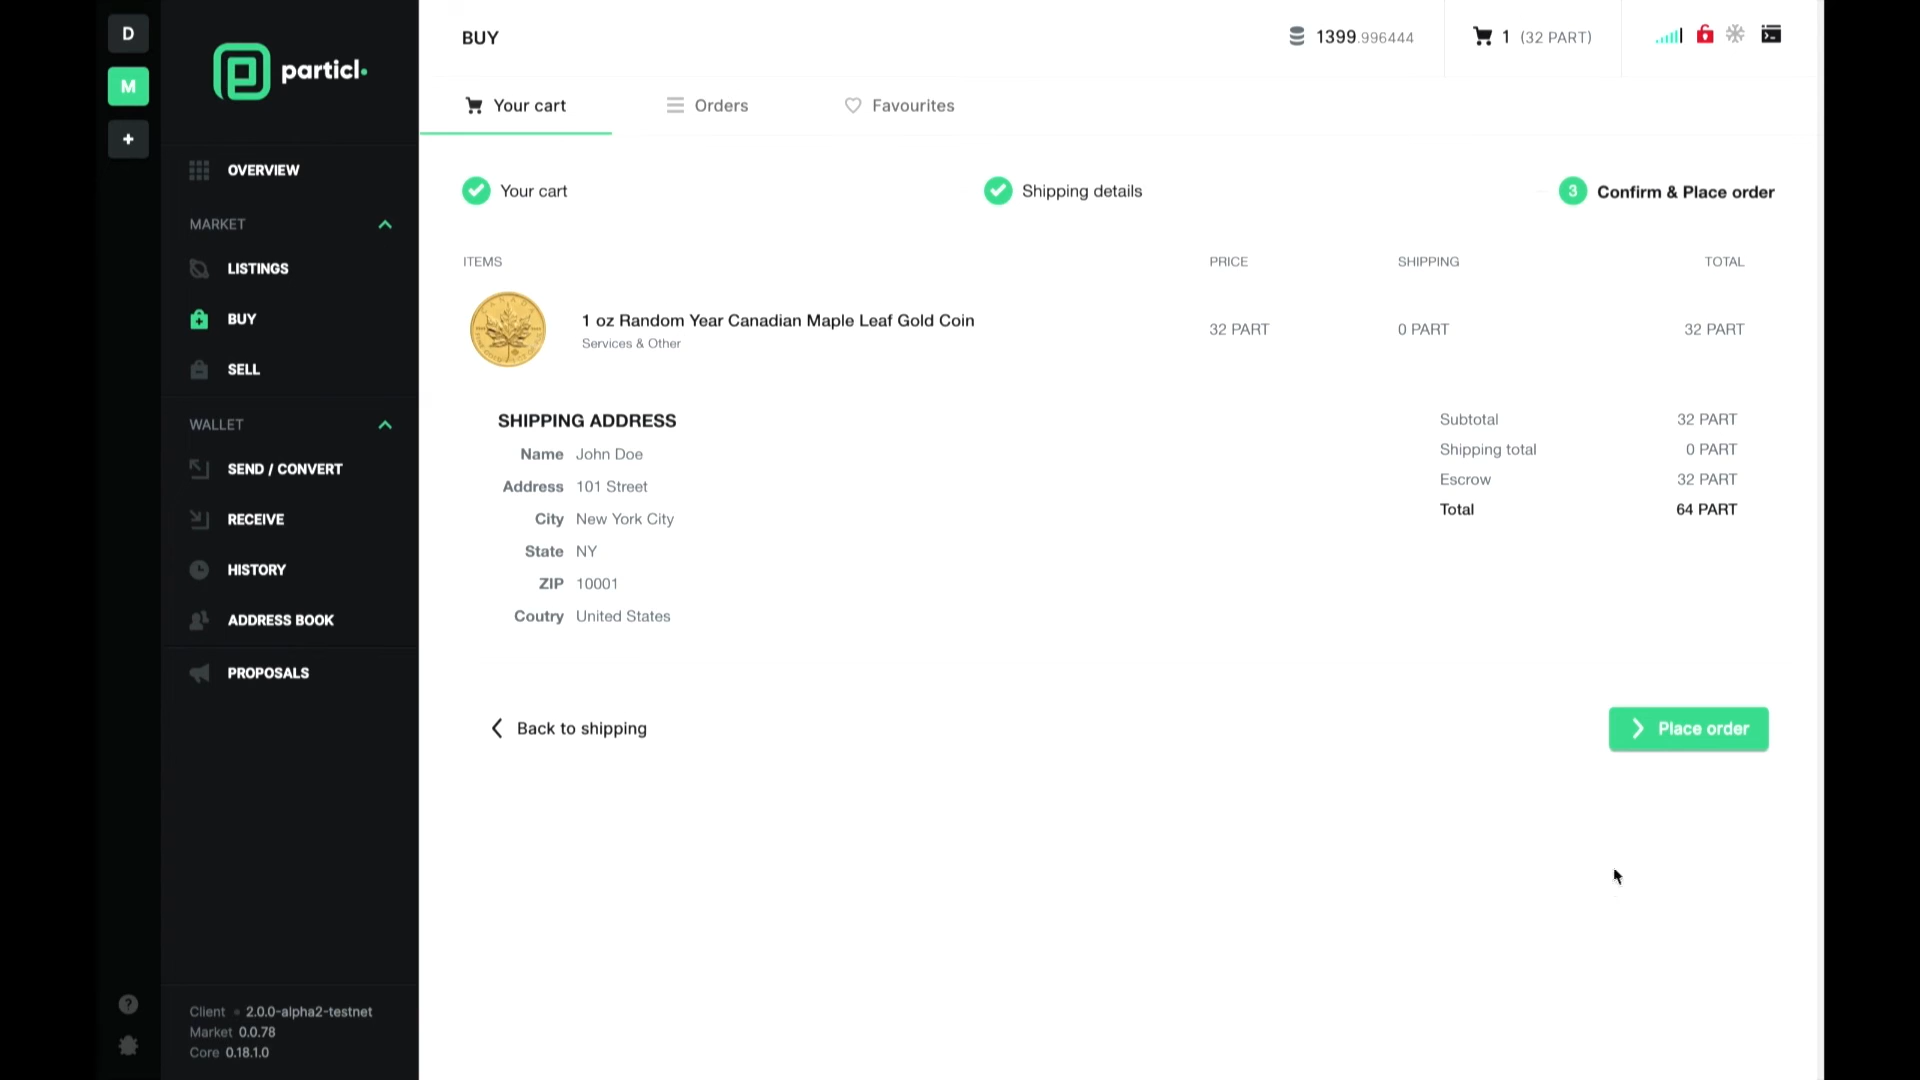 D
M
+
particl
OVERVIEW
MARKET
LISTINGS
BUY
SELL
WALLET
SEND / CONVERT
RECEIVE
HISTORY
ADDRESS BOOK
PROPOSALS
?
Client 2.0.0-alpha2-testnet
Market 0.0.78
Core 0.18.1.0
BUY
1399.996444
1 (32 PART)
Your cart
Orders
Favourites
Your cart
Shipping details
3 Confirm & Place order
ITEMS PRICE SHIPPING TOTAL
1 oz Random Year Canadian Maple Leaf Gold Coin
Services & Other
32 PART 0 PART 32 PART
SHIPPING ADDRESS
Name John Doe
Address 101 Street
City New York City
State NY
ZIP 10001
Coutry United States
Subtotal 32 PART
Shipping total 0 PART
Escrow 32 PART
Total 64 PART
Back to shipping
Place order